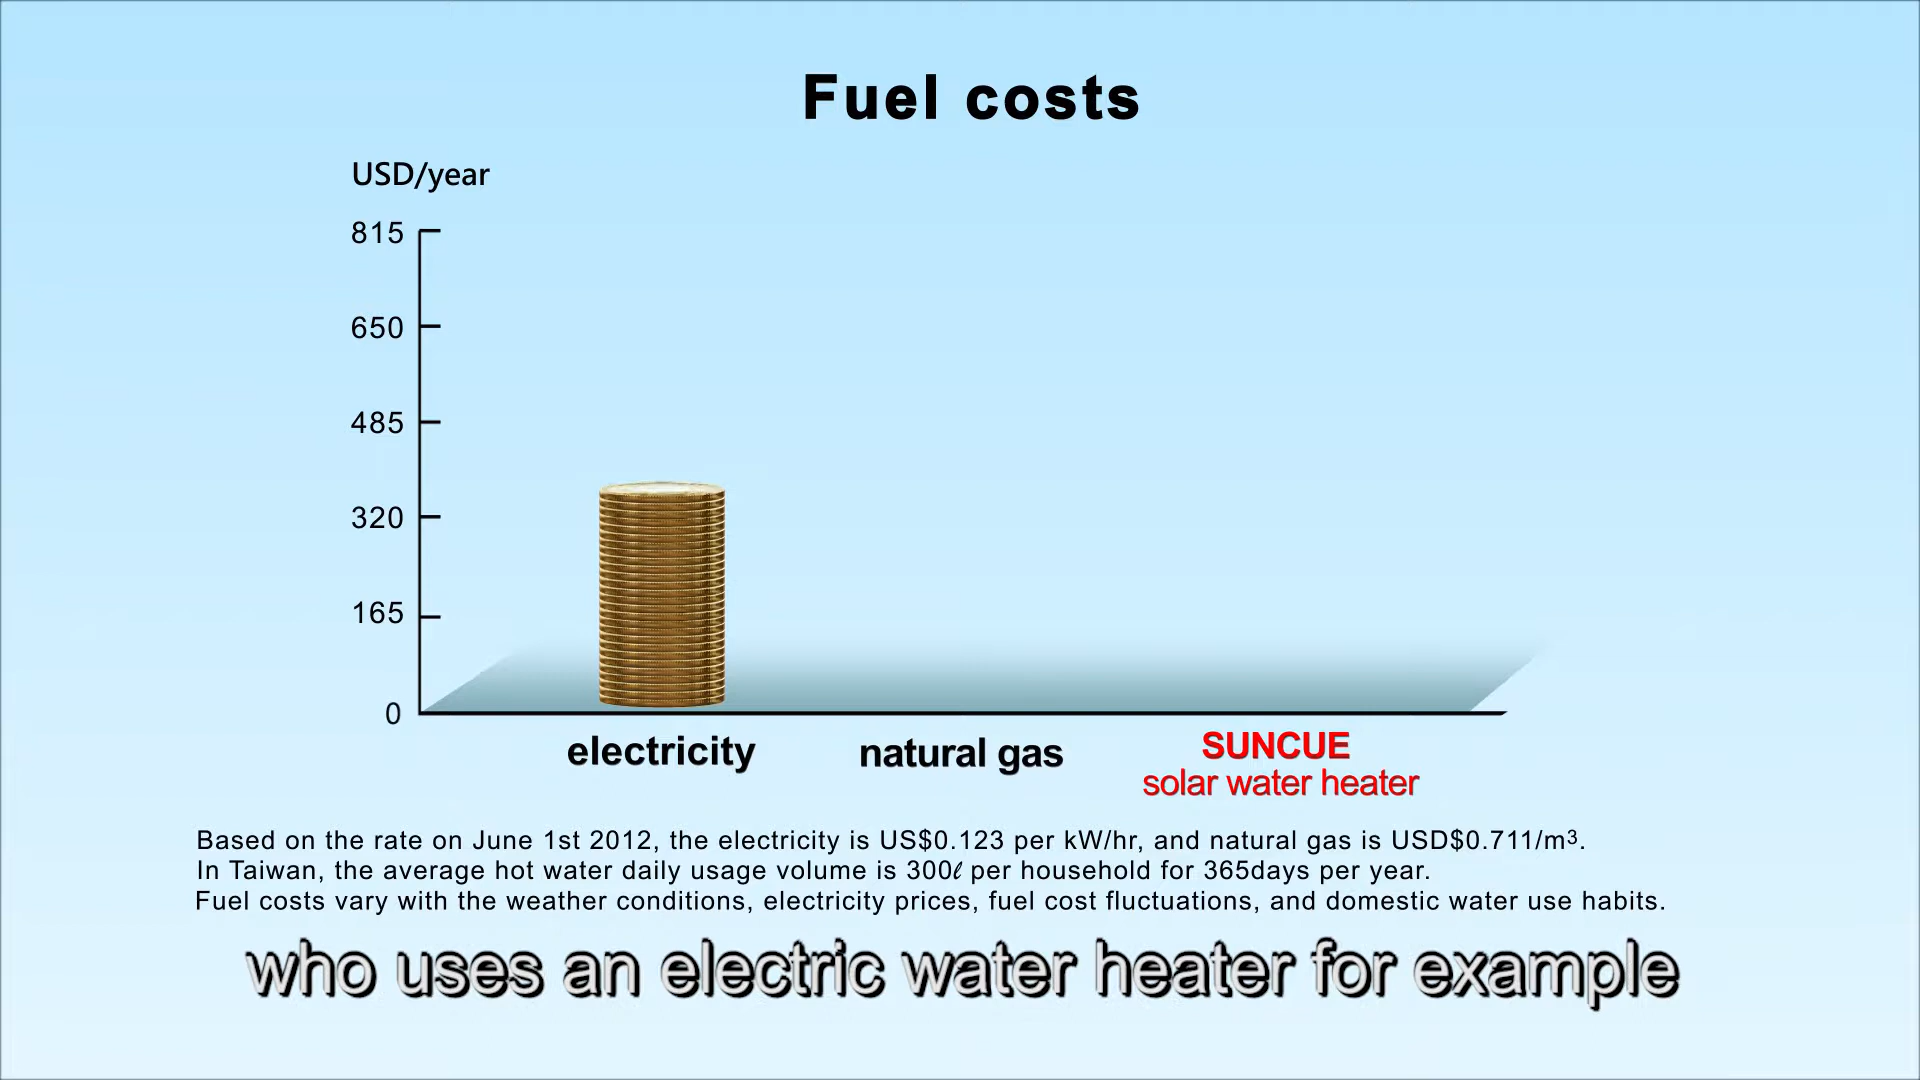 Fuel costs
USD/year
815
650
485
320
165
0
electricity
natural gas
SUNCUE
solar water heater
Based on the rate on June 1st 2012, the electricity is US$0.123 per kW/hr, and natural gas is USD$0.711/m³.
In Taiwan, the average hot water daily usage volume is 300ℓ per household for 365days per year.
Fuel costs vary with the weather conditions, electricity prices, fuel cost fluctuations, and domestic water use habits.
who uses an electric water heater for example